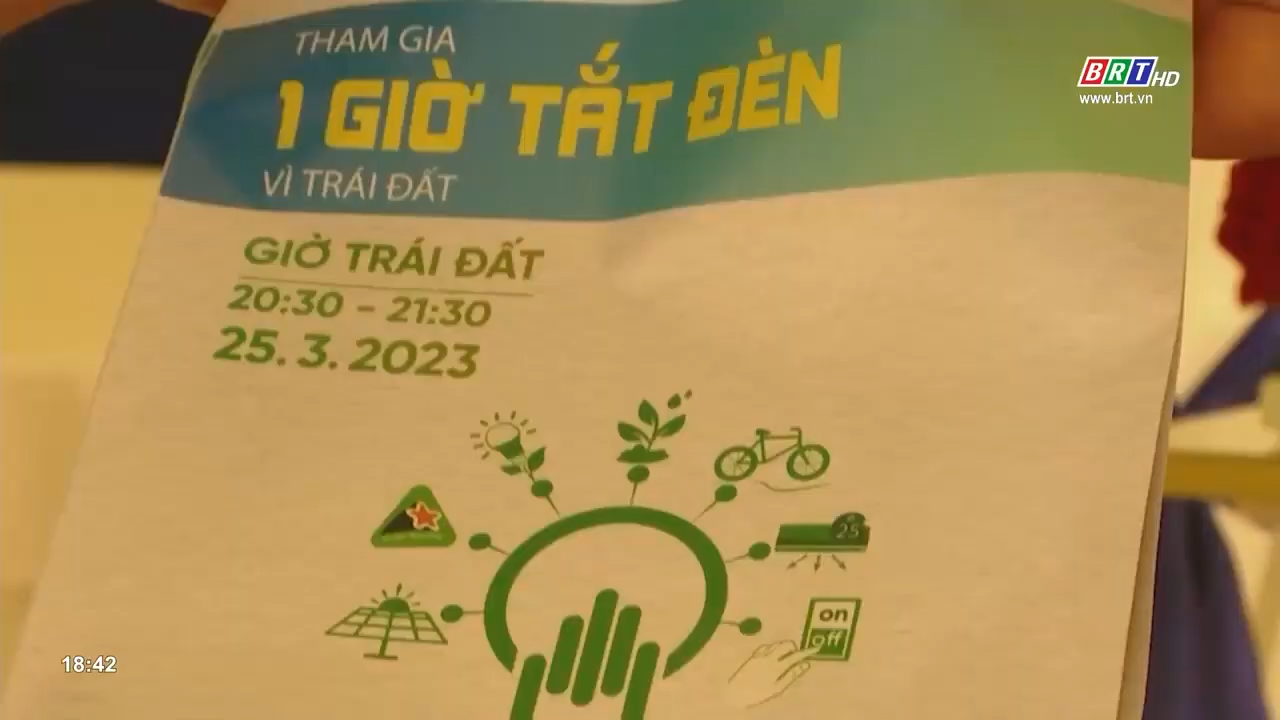 THAM GIA
1 GIỜ TẮT ĐÈN
VÌ TRÁI ĐẤT
BRT HD
www.brt.vn
GIỜ TRÁI ĐẤT
20:30 - 21:30
25. 3. 2023
25
on
off
18:42